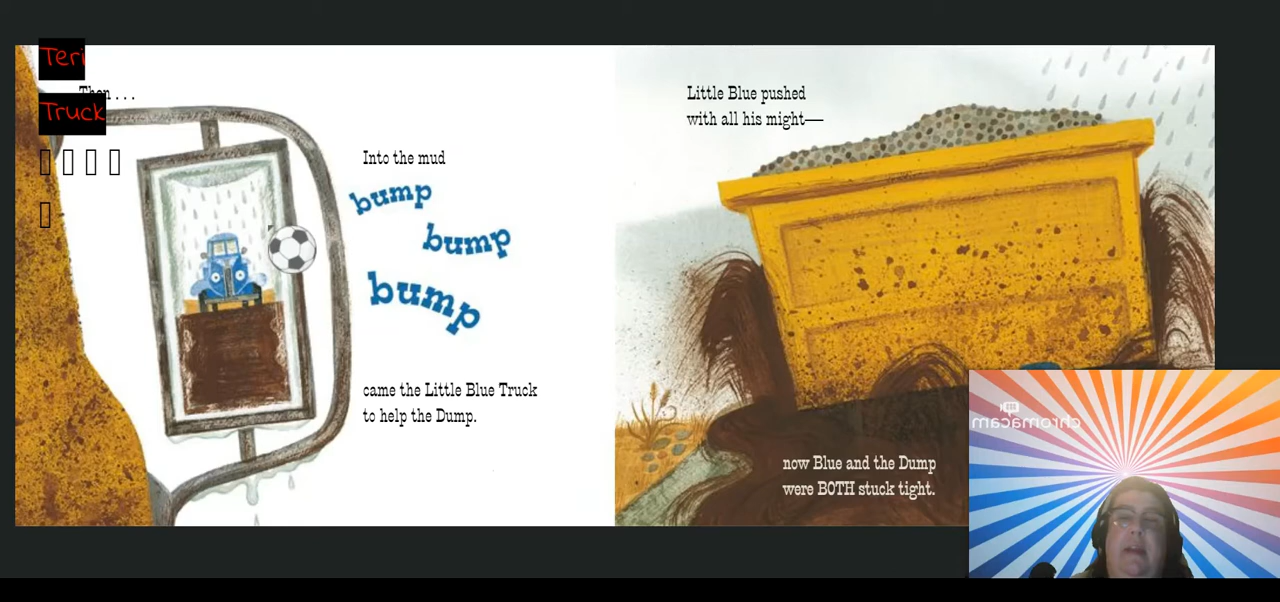 Teri
Truck
Then . . .
Into the mud
bump
bump
bump
came the Little Blue Truck
to help the Dump.
Little Blue pushed
with all his might—
now Blue and the Dump
were BOTH stuck tight.
chromacam